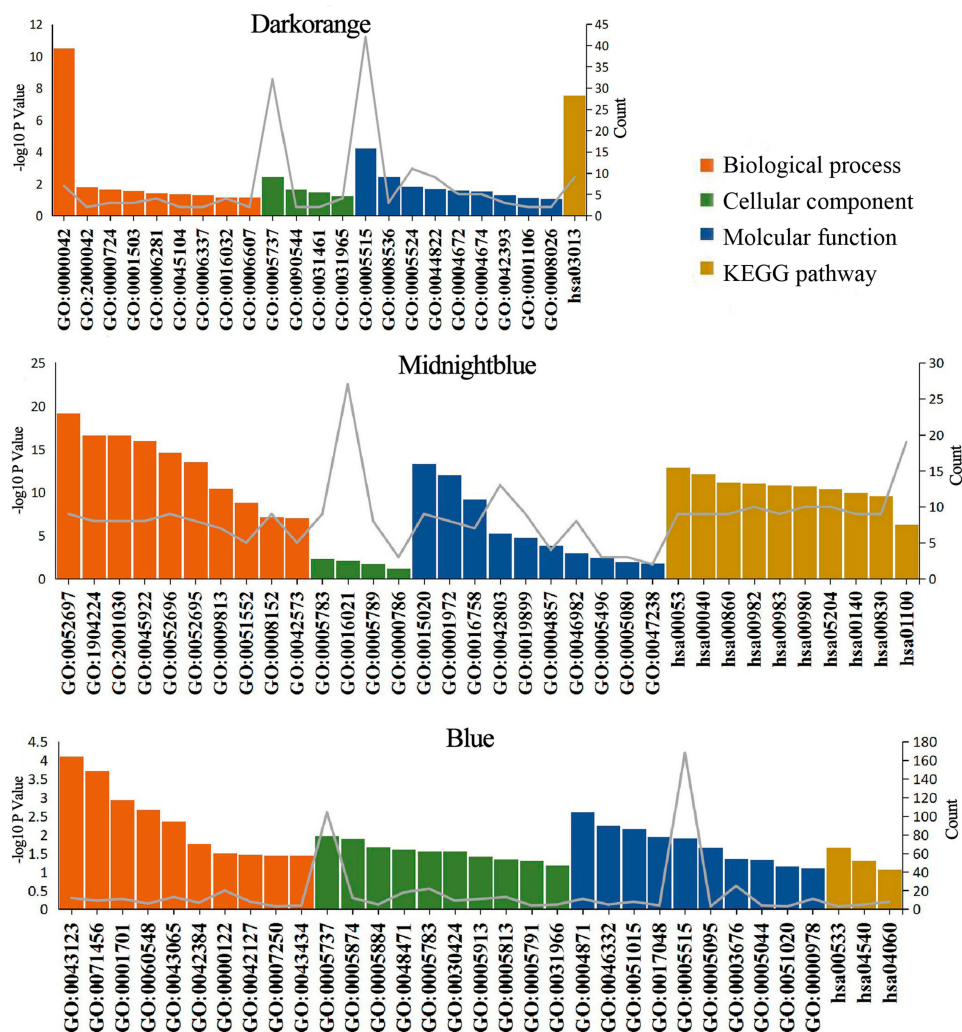 Darkorange
-log10 P Value
12
10
8
6
4
2
0
45
40
35
30
25
20
15
10
5
0
Count
GO:0000042
GO:2000042
GO:0000724
GO:0001503
GO:0006281
GO:0045104
GO:0006337
GO:0016032
GO:0006607
GO:0005737
GO:0090544
GO:0031461
GO:0031965
GO:0005515
GO:0008536
GO:0005524
GO:0044822
GO:0004672
GO:0004674
GO:0042393
GO:0001106
GO:0008026
hsa03013
Biological process
Cellular component
Molcular function
KEGG pathway
Midnightblue
-log10 P Value
25
20
15
10
5
0
30
25
20
15
10
5
0
Count
GO:0052697
GO:1904224
GO:2001030
GO:0045922
GO:0052696
GO:0052695
GO:0009813
GO:0051552
GO:0008152
GO:0042573
GO:0005783
GO:0016021
GO:0005789
GO:0000786
GO:0015020
GO:0001972
GO:0016758
GO:0042803
GO:0019899
GO:0004857
GO:0046982
GO:0005496
GO:0005080
GO:0047238
hsa00053
hsa00040
hsa00860
hsa00982
hsa00983
hsa00980
hsa05204
hsa00140
hsa00830
hsa01100
Blue
-log10 P Value
4.5
4
3.5
3
2.5
2
1.5
1
0.5
0
180
160
140
120
100
80
60
40
20
0
Count
GO:0043123
GO:0071456
GO:0001701
GO:0060548
GO:0043065
GO:0042384
GO:0000122
GO:0042127
GO:0007250
GO:0043434
GO:0005737
GO:0005874
GO:0005884
GO:0048471
GO:0005783
GO:0030424
GO:0005913
GO:0005813
GO:0005791
GO:0031966
GO:0004871
GO:0046332
GO:0051015
GO:0017048
GO:0005515
GO:0005095
GO:0003676
GO:0005044
GO:0051020
GO:0000978
hsa00533
hsa04540
hsa04060